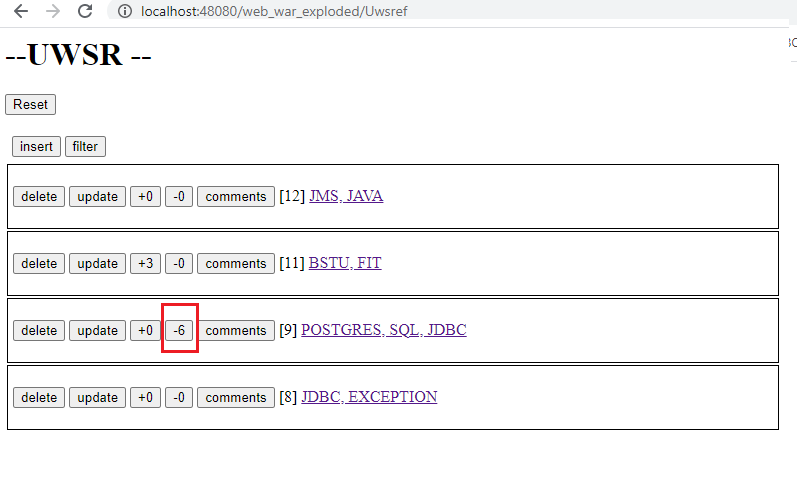 localhost:48080/web_war_exploded/Uwsref
--UWSR --
Reset
insert filter
delete update +0 -0 comments [12] JMS, JAVA
delete update +3 -0 comments [11] BSTU, FIT
delete update +0 -6 comments [9] POSTGRES, SQL, JDBC
delete update +0 -0 comments [8] JDBC, EXCEPTION